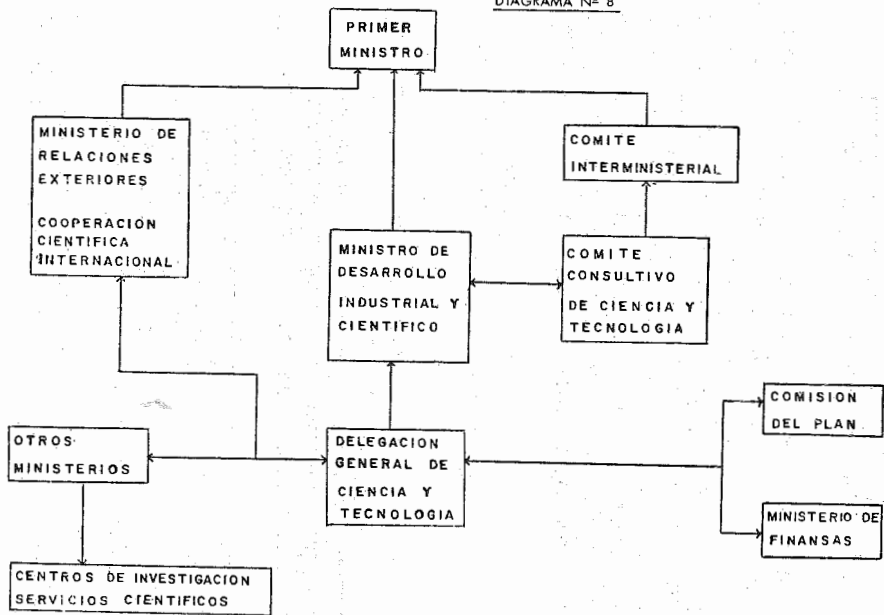 DIAGRAMA Nº 8
PRIMER
MINISTRO
MINISTERIO DE
RELACIONES
EXTERIORES
COOPERACION
CIENTIFICA
INTERNACIONAL
COMITE
INTERMINISTERIAL
MINISTRO DE
DESARROLLO
INDUSTRIAL Y
CIENTIFICO
COMITE
CONSULTIVO
DE CIENCIA Y
TECNOLOGIA
COMISION
DEL PLAN
OTROS
MINISTERIOS
DELEGACION
GENERAL DE
CIENCIA Y
TECNOLOGIA
MINISTERIO DE
FINANSAS
CENTROS DE INVESTIGACION
SERVICIOS CIENTIFICOS